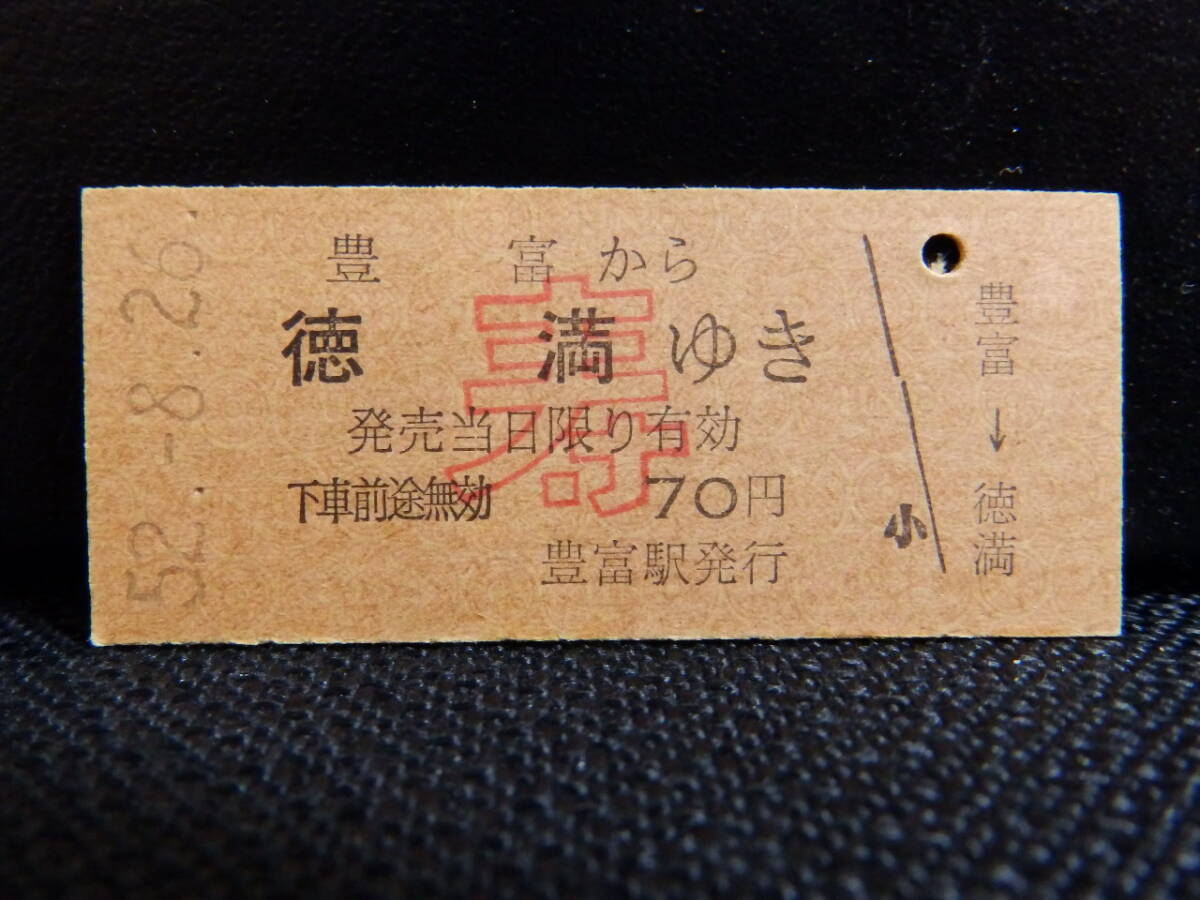 52.-8.26.
豊富から
徳満ゆき
発売当日限り有効
下車前途無効 70円
豊富駅発行
寿
小
豊富→徳満